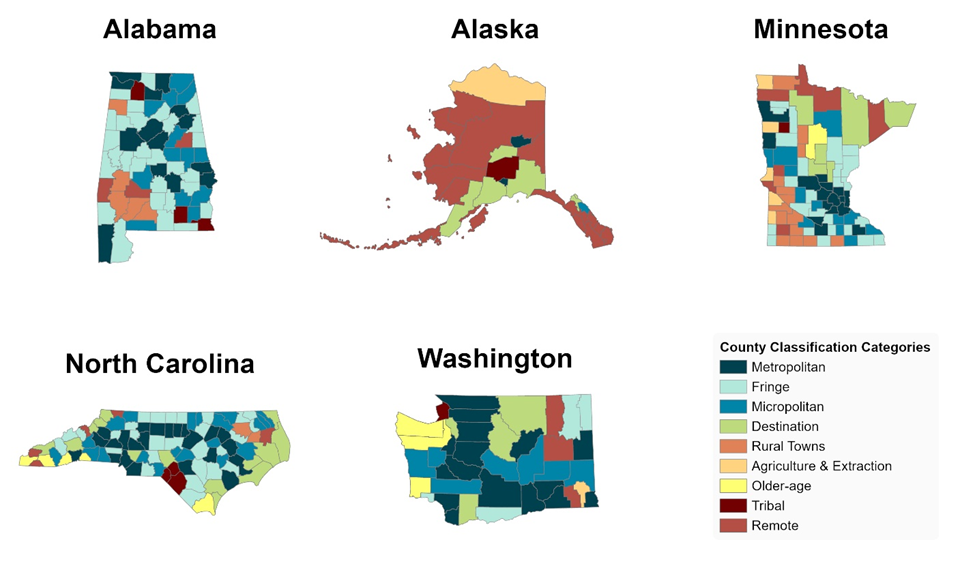 Alabama
Alaska
Minnesota
North Carolina
Washington
County Classification Categories
Metropolitan
Fringe
Micropolitan
Destination
Rural Towns
Agriculture & Extraction
Older-age
Tribal
Remote